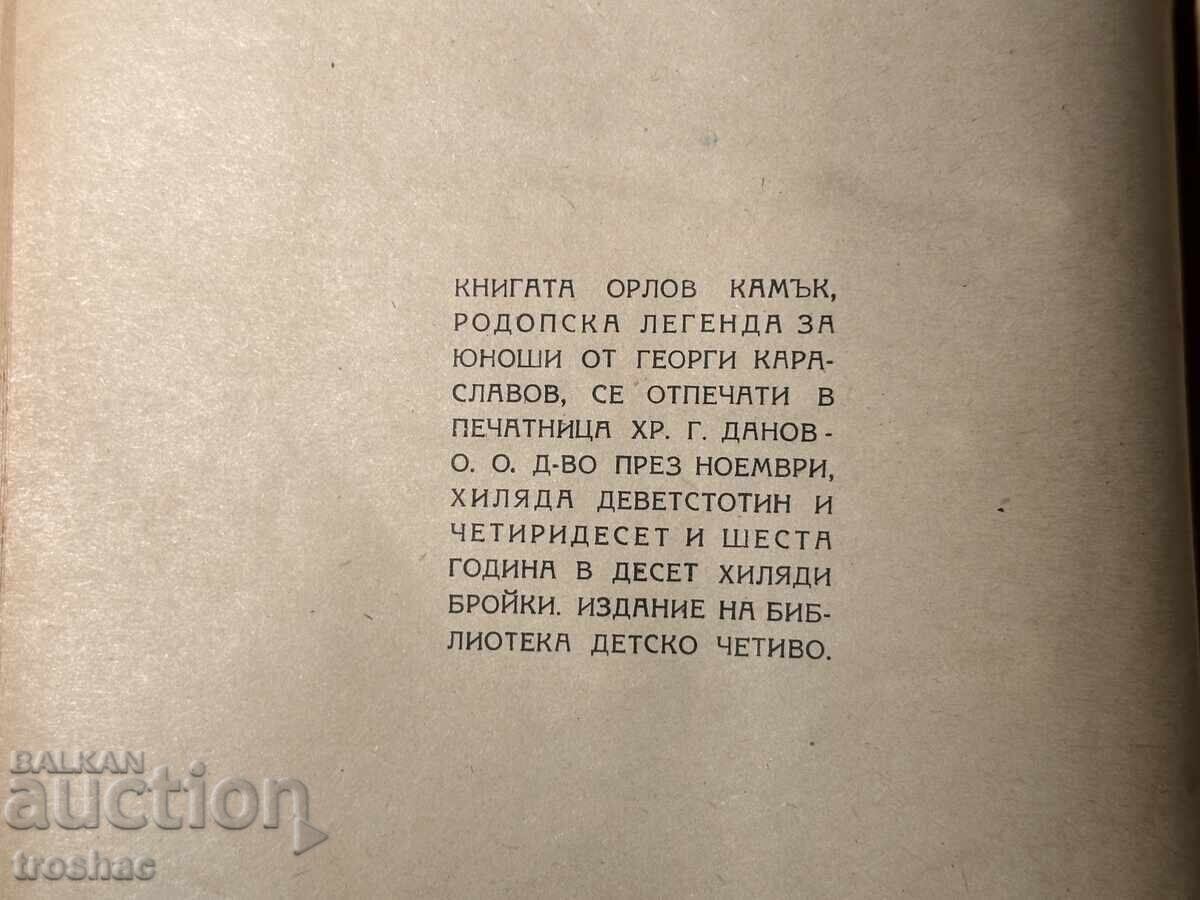 КНИГАТА ОРЛОВ КАМЪК,
РОДОПСКА ЛЕГЕНДА ЗА
ЮНОШИ ОТ ГЕОРГИ КАРА-
СЛАВОВ, СЕ ОТПЕЧАТИ В
ПЕЧАТНИЦА ХР. Г. ДАНОВ -
О. О. Д-ВО ПРЕЗ НОЕМВРИ,
ХИЛЯДА ДЕВЕТСТОТИН И
ЧЕТИРИДЕСЕТ И ШЕСТА
ГОДИНА В ДЕСЕТ ХИЛЯДИ
БРОЙКИ. ИЗДАНИЕ НА БИБ-
ЛИОТЕКА ДЕТСКО ЧЕТИВО.
BALKAN
auction
troshac